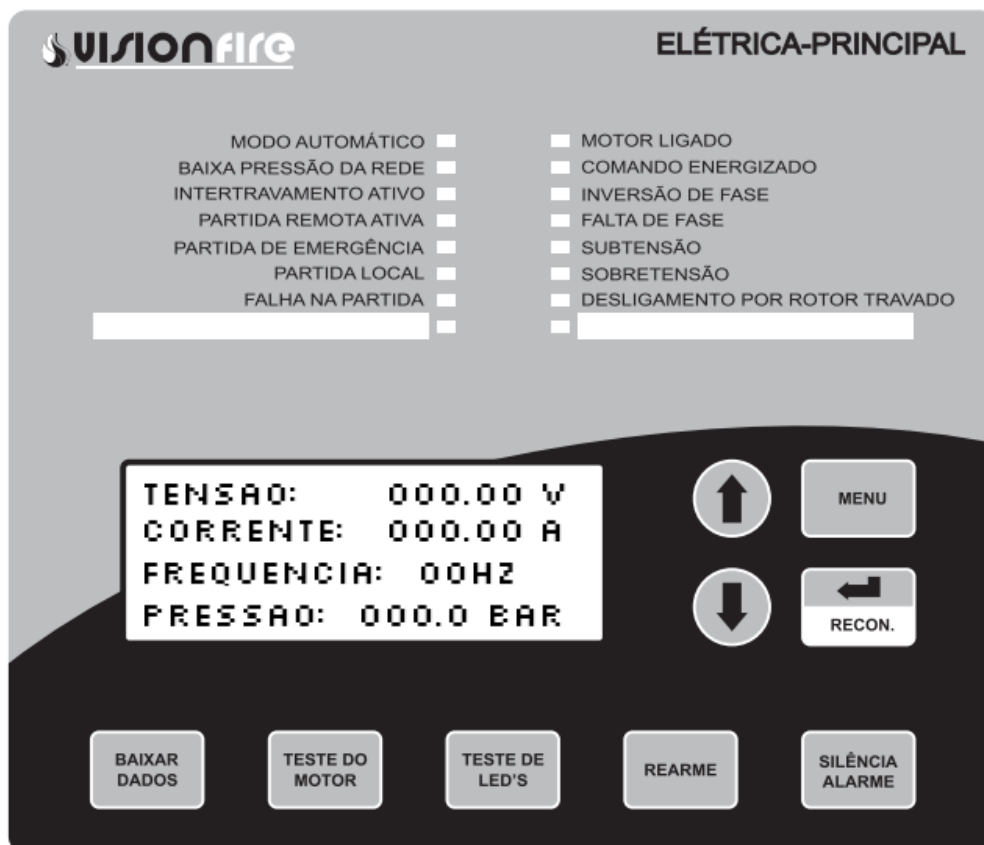 VISIONFIRE
ELÉTRICA-PRINCIPAL
MODO AUTOMÁTICO
BAIXA PRESSÃO DA REDE
INTERTRAVAMENTO ATIVO
PARTIDA REMOTA ATIVA
PARTIDA DE EMERGÊNCIA
PARTIDA LOCAL
FALHA NA PARTIDA
MOTOR LIGADO
COMANDO ENERGIZADO
INVERSÃO DE FASE
FALTA DE FASE
SUBTENSÃO
SOBRETENSÃO
DESLIGAMENTO POR ROTOR TRAVADO
TENSAO: 000.00 V
CORRENTE: 000.00 A
FREQUENCIA: 00HZ
PRESSAO: 000.0 BAR
MENU
RECON.
BAIXAR
DADOS
TESTE DO
MOTOR
TESTE DE
LED'S
REARME
SILÊNCIA
ALARME